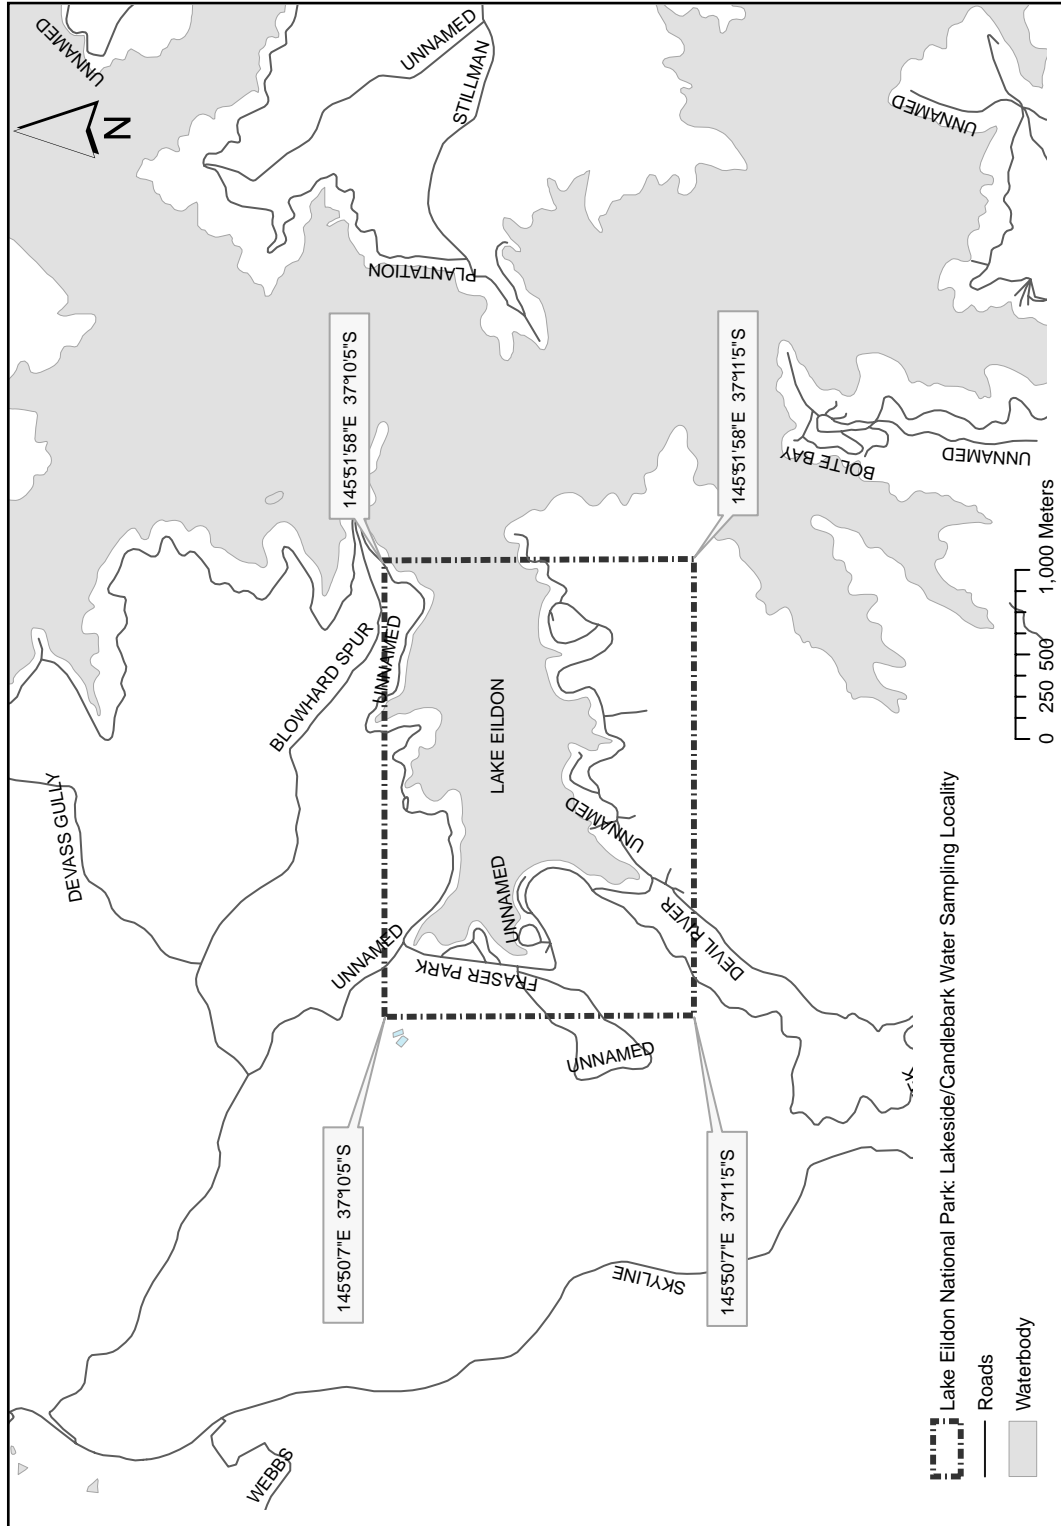 UNNAMED
DEVASS GULLY
N
WEBBS
BLOWHARD SPUR
145°50'7"E 37°10'5"S
145°51'58"E 37°10'5"S
UNNAMED
UNNAMED
PLANTATION
UNNAMED
FRASER PARK
STILLMAN
LAKE EILDON
UNNAMED
UNNAMED
UNNAMED
SKYLINE
DEVIL RIVER
145°50'7"E 37°11'5"S
145°51'58"E 37°11'5"S
BOLTE BAY
UNNAMED
UNNAMED
Lake Eildon National Park: Lakeside/Candlebark Water Sampling Locality
Roads
Waterbody
0 250 500 1,000 Meters